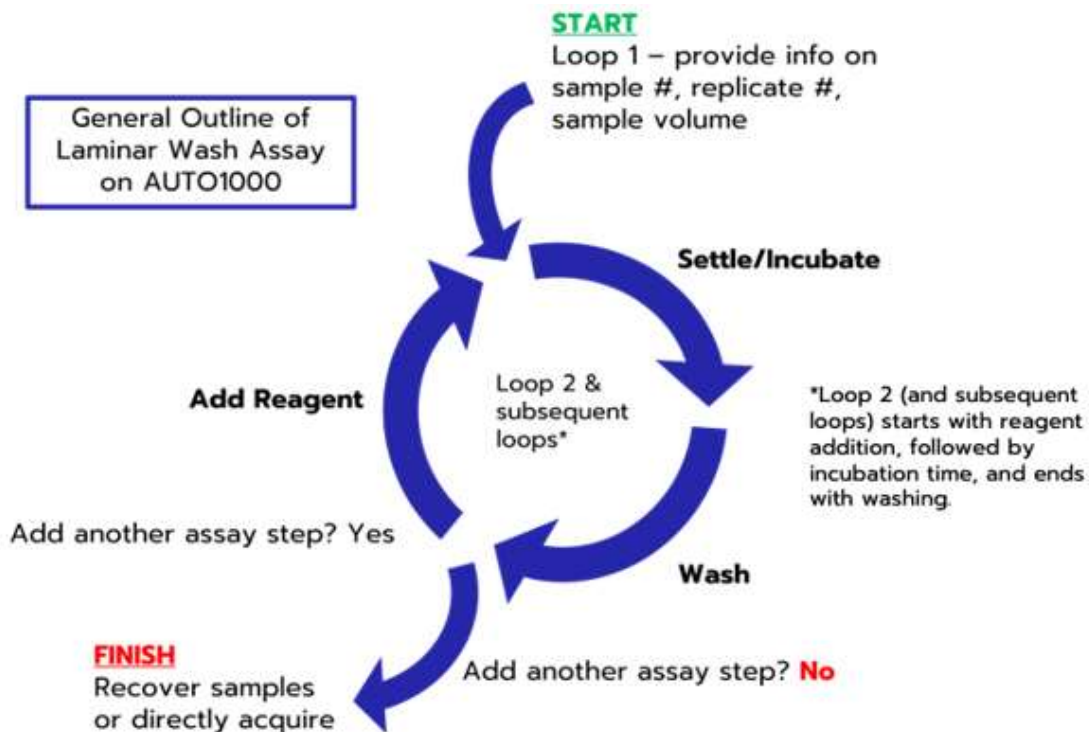 START
Loop 1 – provide info on
sample #, replicate #,
sample volume
General Outline of
Laminar Wash Assay
on AUTO1000
Settle/Incubate
Add Reagent
Loop 2 &
subsequent
loops*
*Loop 2 (and subsequent
loops) starts with reagent
addition, followed by
incubation time, and ends
with washing.
Add another assay step? Yes
Wash
FINISH
Recover samples
or directly acquire
Add another assay step? No